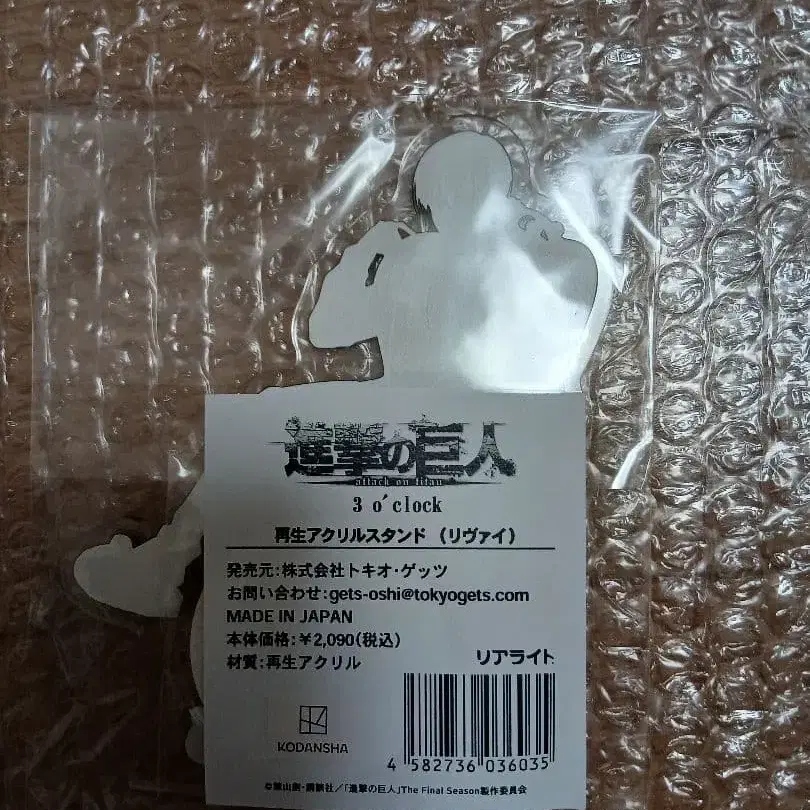 進撃の巨人
attack on titan
3 o'clock
再生アクリルスタンド (リヴァイ)
発売元:株式会社トキオ・ゲッツ
お問い合わせ:gets-oshi@tokyogets.com
MADE IN JAPAN
本体価格:¥2,090(税込)
材質:再生アクリル
リアライト
KODANSHA
4 582736 036035
©諫山創・講談社/「進撃の巨人」The Final Season製作委員会